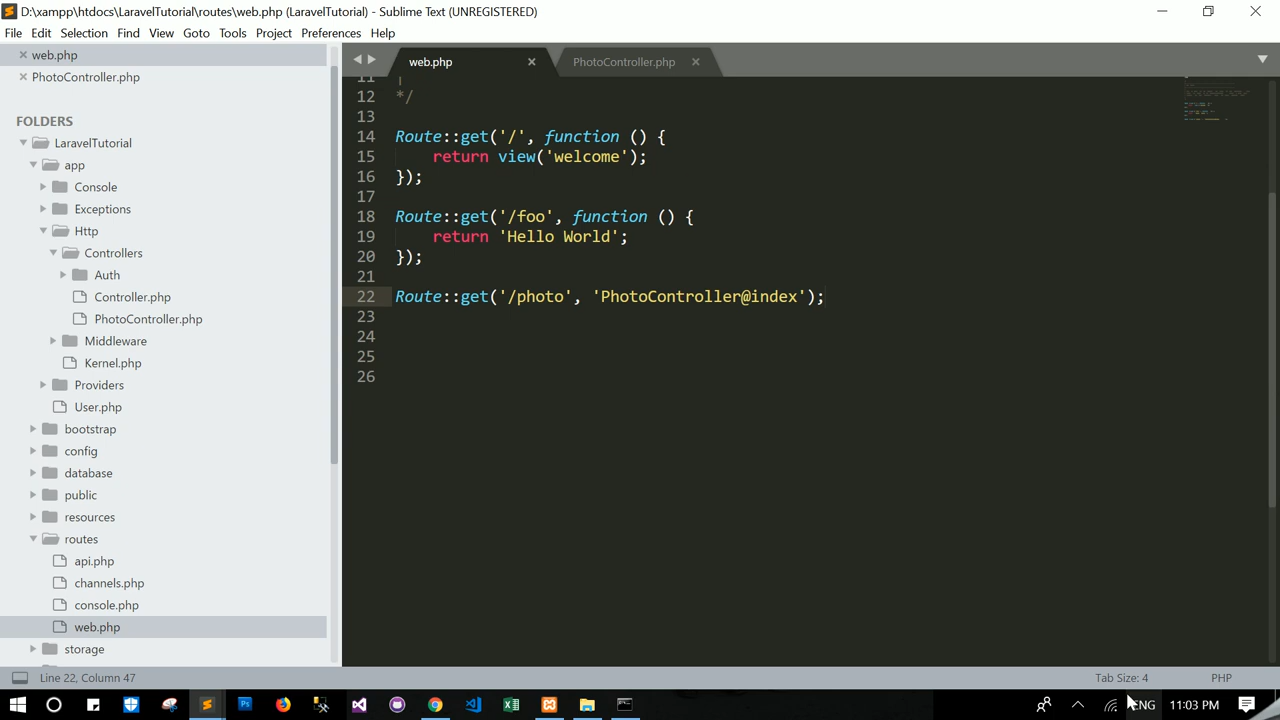 D:\xampp\htdocs\LaravelTutorial\routes\web.php (LaravelTutorial) - Sublime Text (UNREGISTERED)
File Edit Selection Find View Goto Tools Project Preferences Help
web.php
PhotoController.php
FOLDERS
LaravelTutorial
app
Console
Exceptions
Http
Controllers
Auth
Controller.php
PhotoController.php
Middleware
Kernel.php
Providers
User.php
bootstrap
config
database
public
resources
routes
api.php
channels.php
console.php
web.php
storage
web.php PhotoController.php
11 |
12 */
13
14 Route::get('/', function () {
15 return view('welcome');
16 });
17
18 Route::get('/foo', function () {
19 return 'Hello World';
20 });
21
22 Route::get('/photo', 'PhotoController@index');
23
24
25
26
Line 22, Column 47 Tab Size: 4 PHP
ENG 11:03 PM